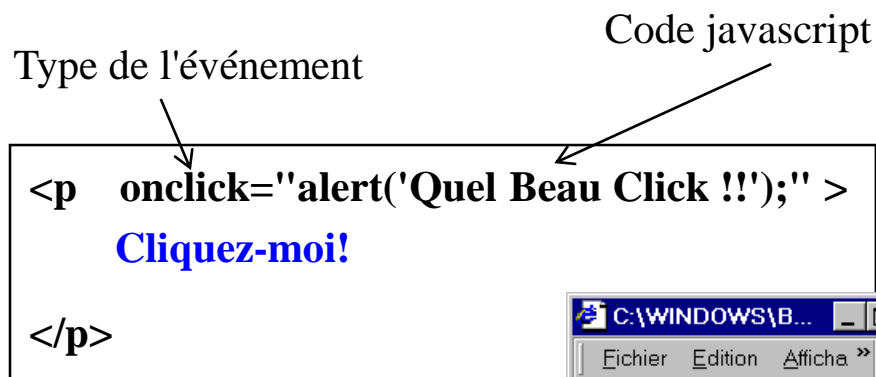 Code javascript
Type de l'événement
<p onclick="alert('Quel Beau Click !!');" >
Cliquez-moi!
</p>
C:\WINDOWS\B...
Fichier Edition Afficha »